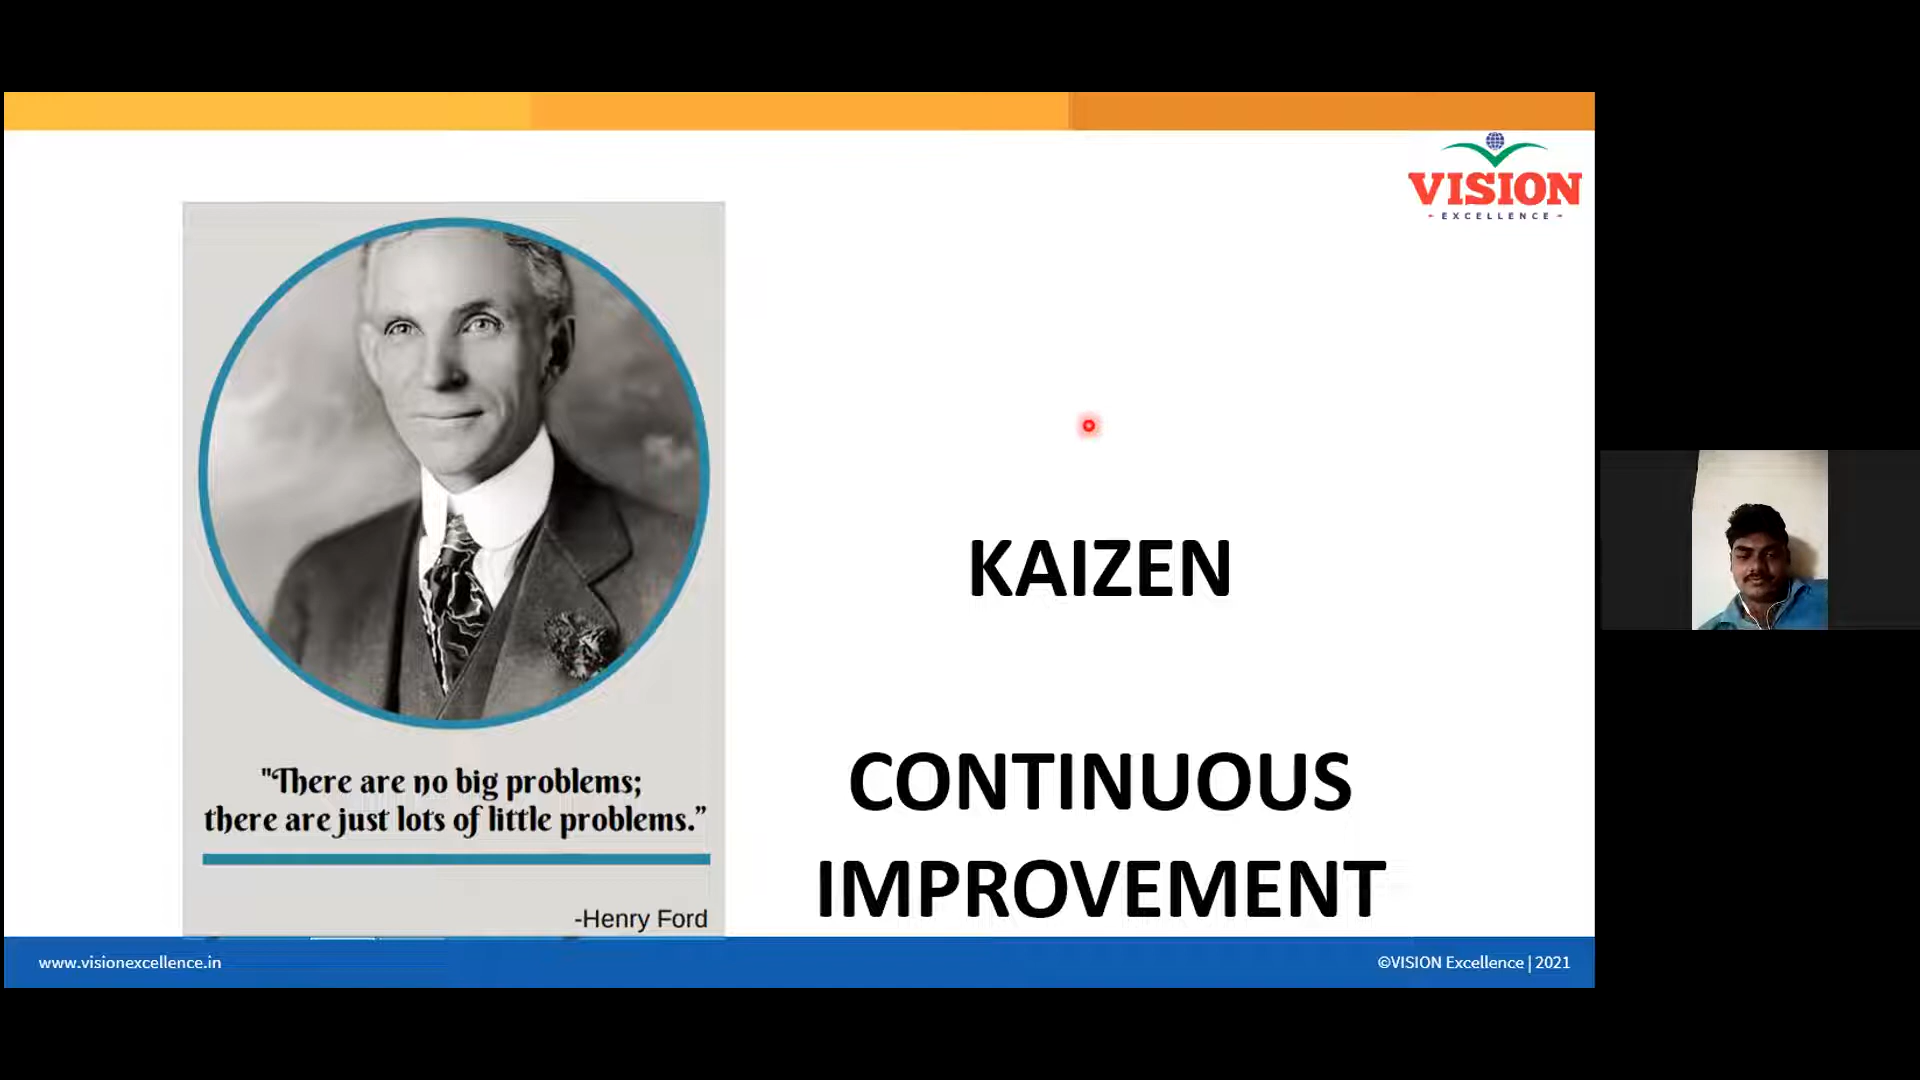 VISION
- EXCELLENCE -
"There are no big problems;
there are just lots of little problems.”
-Henry Ford
KAIZEN
CONTINUOUS
IMPROVEMENT
www.visionexcellence.in
©VISION Excellence | 2021